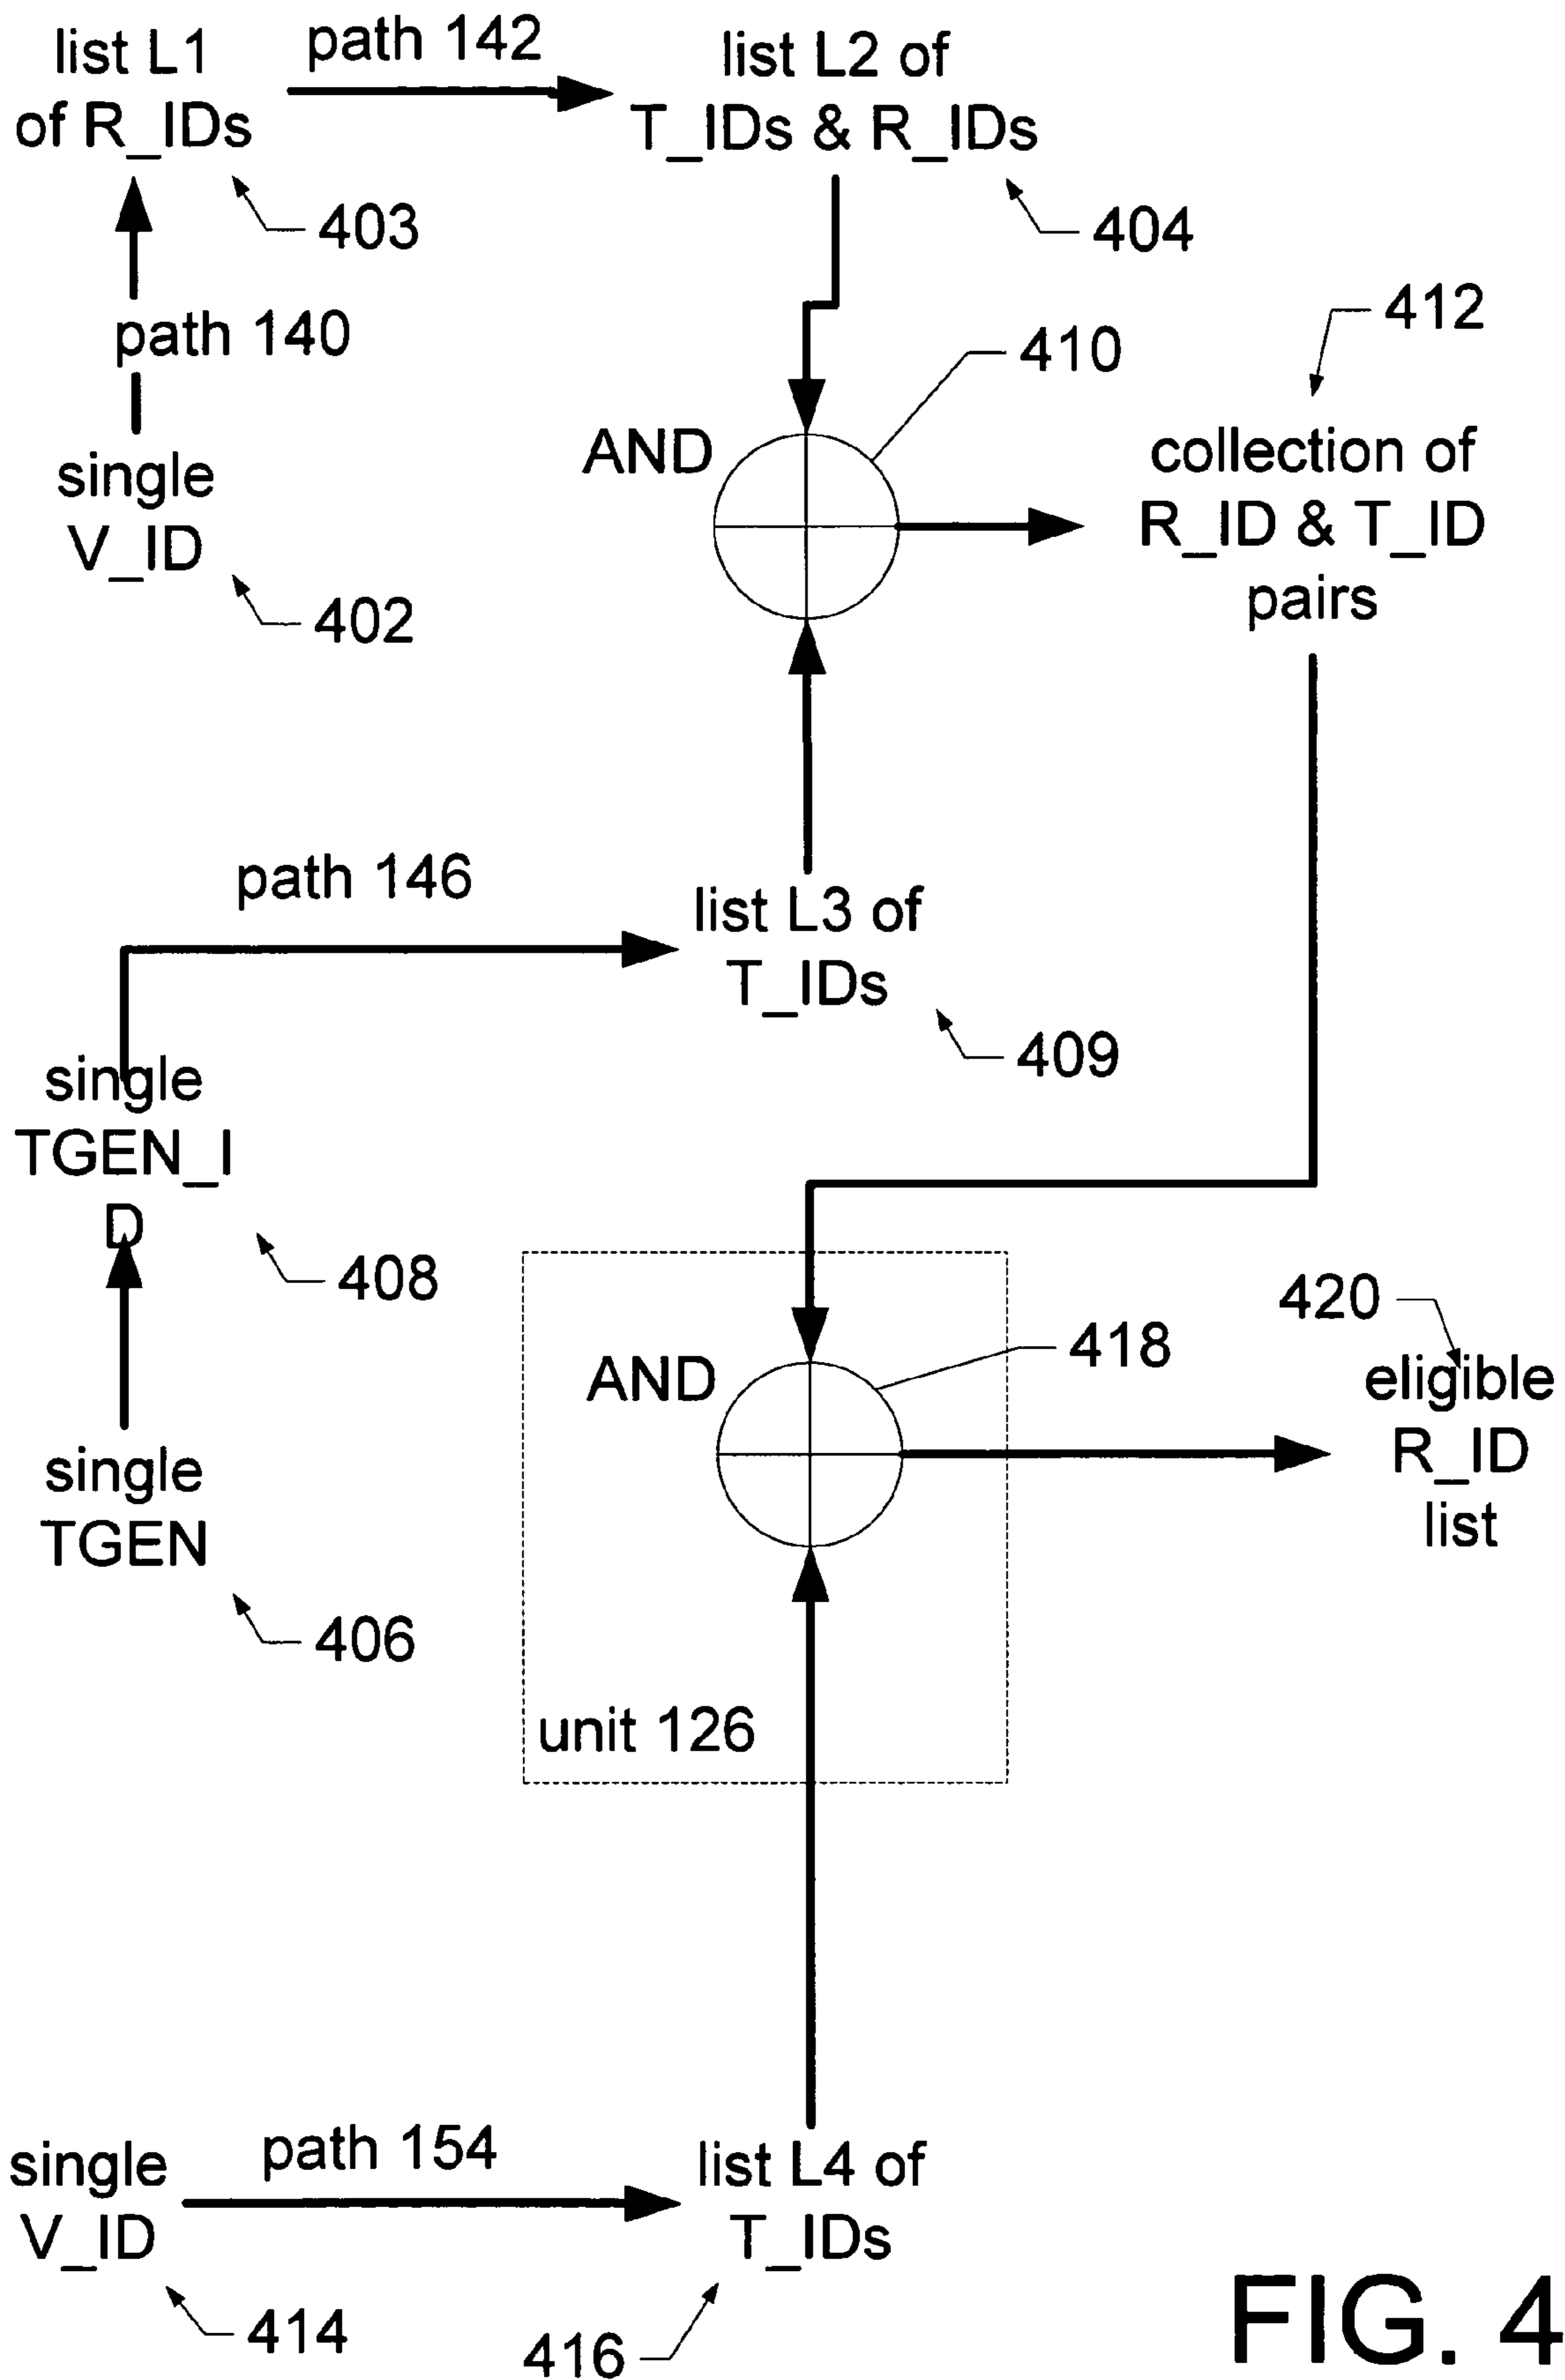 list L1
of R_IDs
path 142
list L2 of
T_IDs & R_IDs
403
404
path 140
412
410
AND
single
V_ID
402
collection of
R_ID & T_ID
pairs
path 146
list L3 of
T_IDs
409
single
TGEN_I
D
408
420
418
AND
eligible
R_ID
list
single
TGEN
406
unit 126
single
V_ID
path 154
list L4 of
T_IDs
414
416
FIG. 4